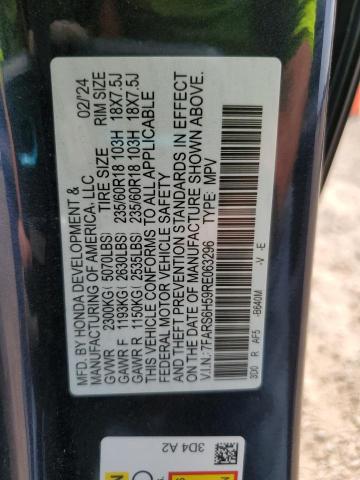 MFD. BY HONDA DEVELOPMENT & 02/'24
MANUFACTURING OF AMERICA, LLC
TIRE SIZE RIM SIZE
GVWR 2300KG( 5070LBS) 235/60R18 103H 18X7.5J
GAWR F 1193KG( 2630LBS) 235/60R18 103H 18X7.5J
GAWR R 1150KG( 2535LBS)
THIS VEHICLE CONFORMS TO ALL APPLICABLE
FEDERAL MOTOR VEHICLE SAFETY
AND THEFT PREVENTION STANDARDS IN EFFECT
ON THE DATE OF MANUFACTURE SHOWN ABOVE.
V.I.N.: 7FARS6H59RE063296 TYPE: MPV
3D0 R AF5 -B640M -V -E
3D4 A2